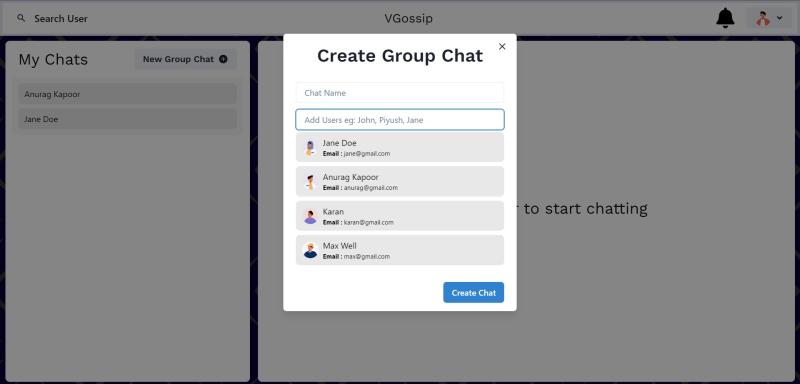 Search User
VGossip
My Chats
New Group Chat
Anurag Kapoor
Jane Doe
r to start chatting
Create Group Chat
Chat Name
Add Users eg: John, Piyush, Jane
Jane Doe
Email : jane@gmail.com
Anurag Kapoor
Email : anurag@gmail.com
Karan
Email : karan@gmail.com
Max Well
Email : max@gmail.com
Create Chat